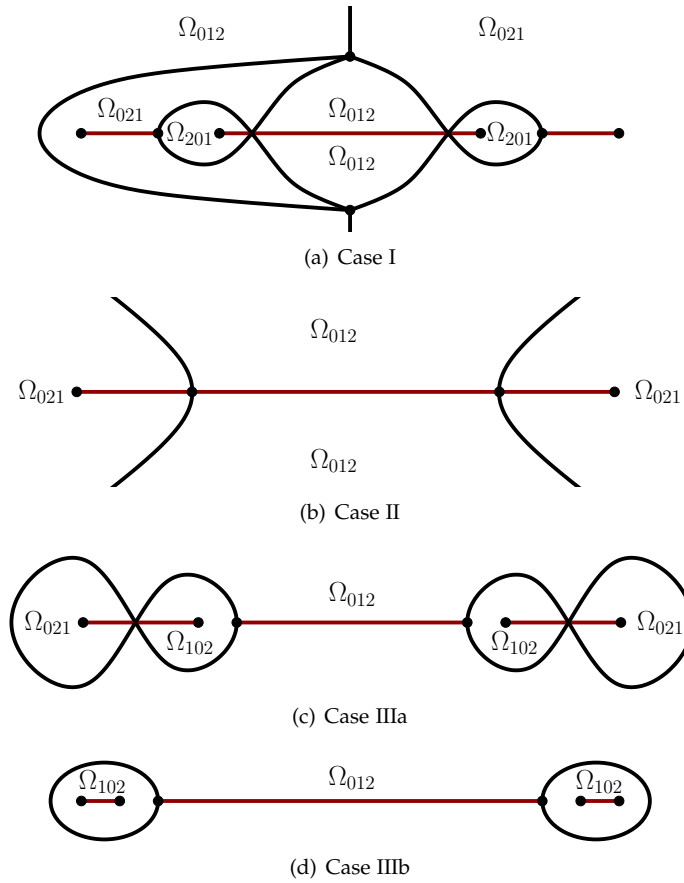 Ω₀₁₂ Ω₀₂₁
Ω₀₂₁ Ω₀₁₂
Ω₂₀₁ Ω₂₀₁
Ω₀₁₂
(a) Case I
Ω₀₁₂
Ω₀₂₁ Ω₀₂₁
Ω₀₁₂
(b) Case II
Ω₀₁₂
Ω₀₂₁ Ω₀₂₁
Ω₁₀₂ Ω₁₀₂
(c) Case IIIa
Ω₁₀₂ Ω₀₁₂ Ω₁₀₂
(d) Case IIIb